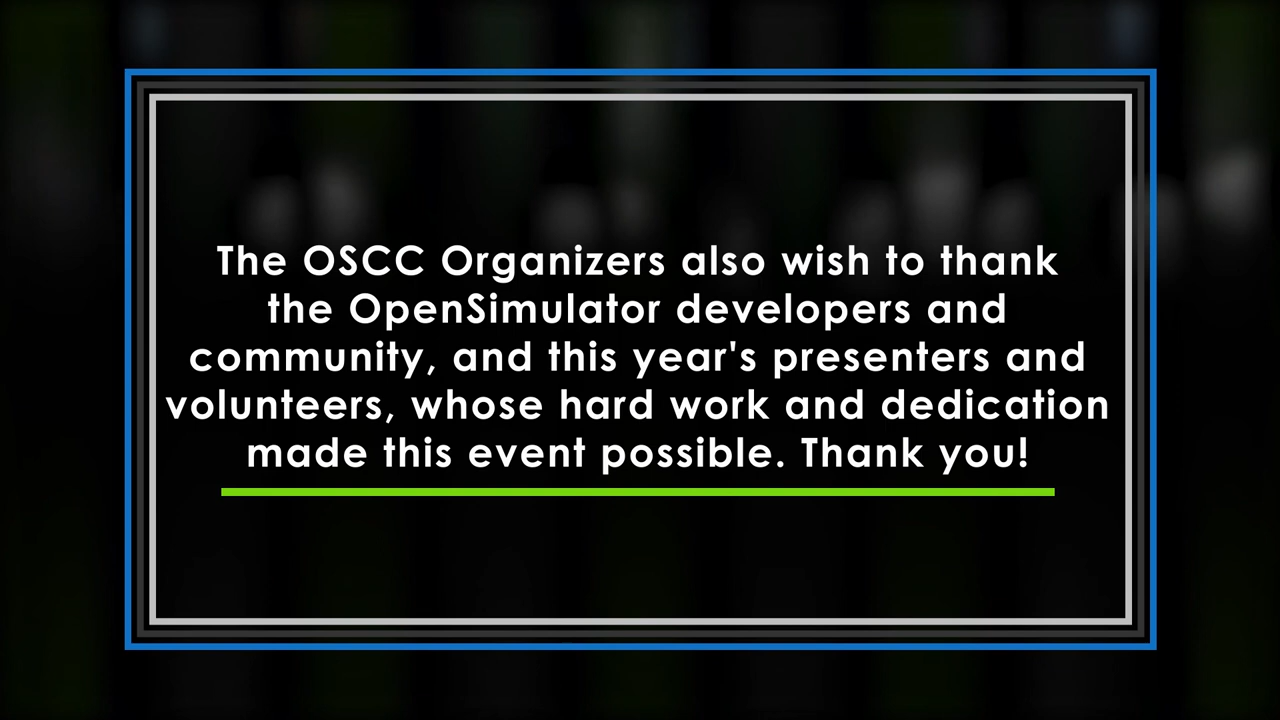 The OSCC Organizers also wish to thank
the OpenSimulator developers and
community, and this year's presenters and
volunteers, whose hard work and dedication
made this event possible. Thank you!